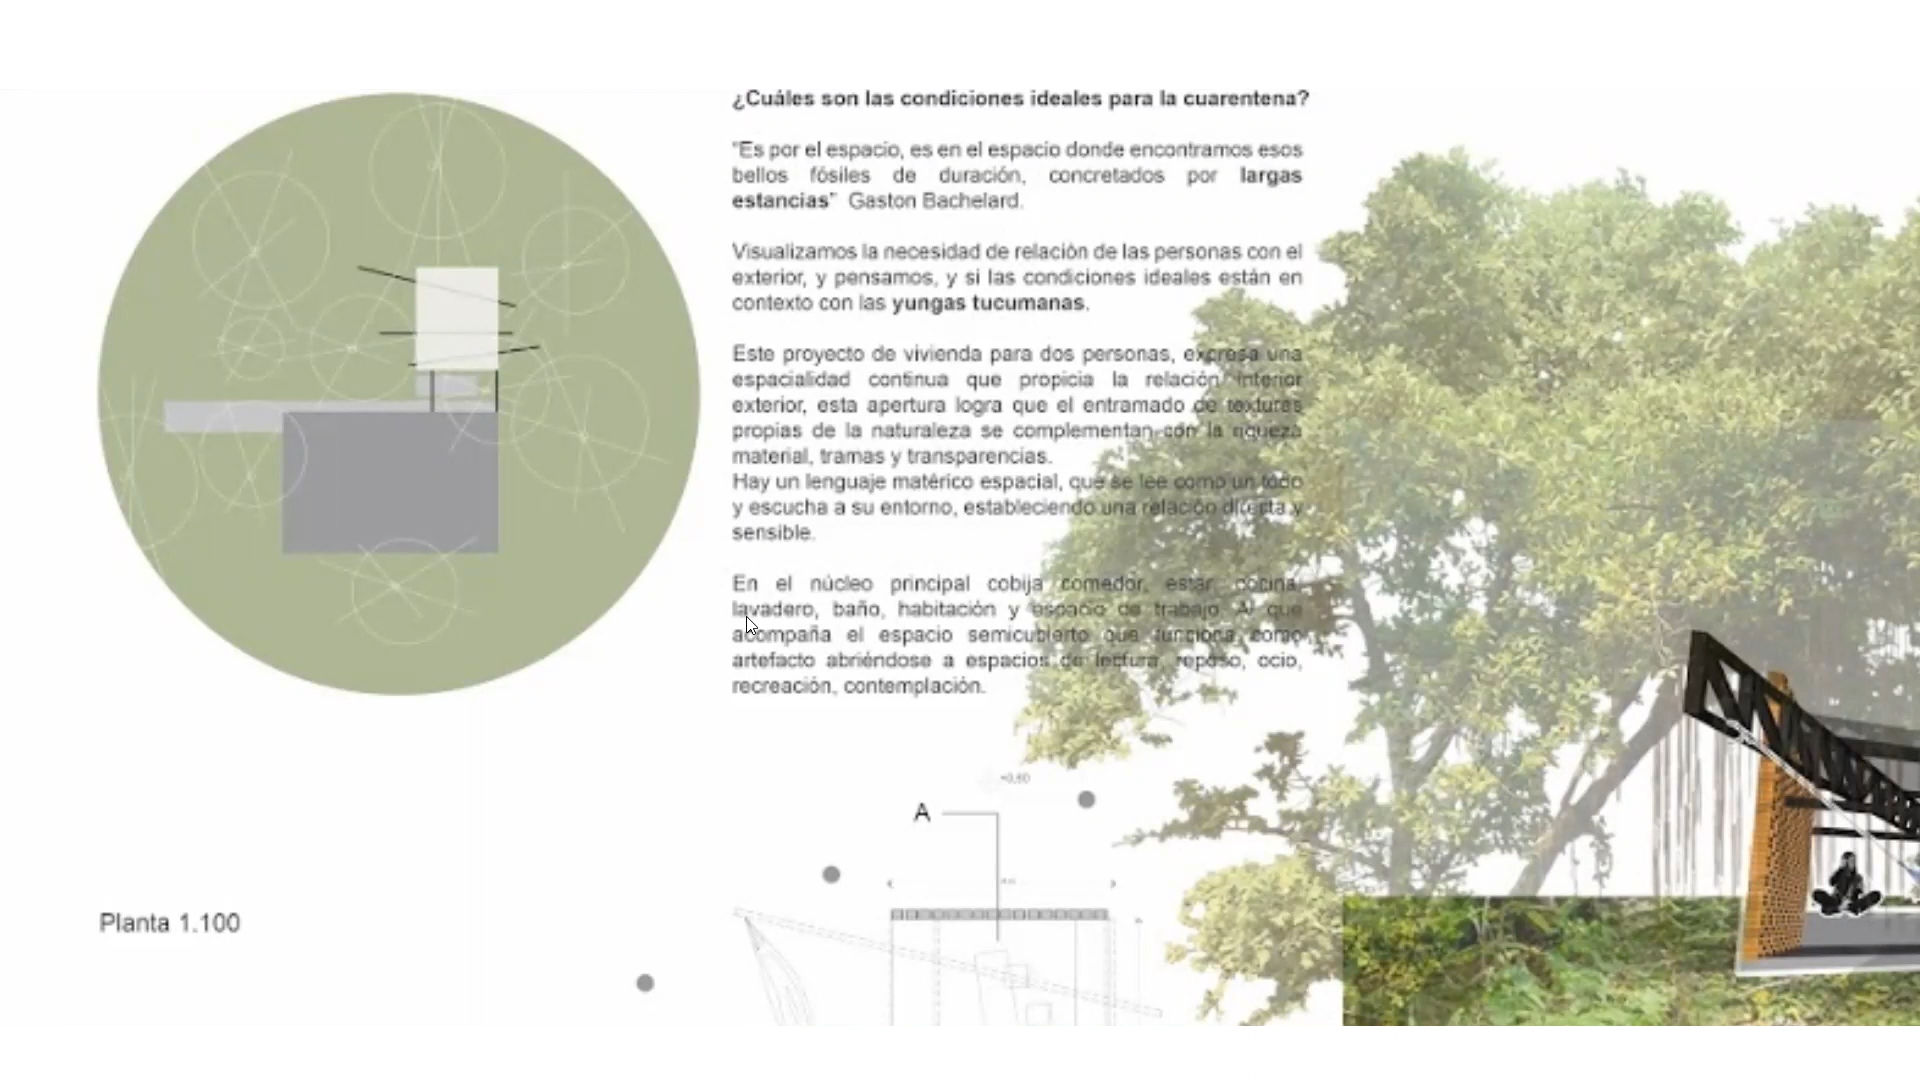 ¿Cuáles son las condiciones ideales para la cuarentena?
"Es por el espacio, es en el espacio donde encontramos esos
bellos fósiles de duración, concretados por largas
estancias" Gaston Bachelard.
Visualizamos la necesidad de relación de las personas con el
exterior, y pensamos, y si las condiciones ideales están en
contexto con las yungas tucumanas.
Este proyecto de vivienda para dos personas, expresa una
espacialidad continua que propicia la relación interior
exterior, esta apertura logra que el entramado de texturas
propias de la naturaleza se complementan con la riqueza
material, tramas y transparencias.
Hay un lenguaje matérico espacial, que se lee como un todo
y escucha a su entorno, estableciendo una relación directa y
sensible.
En el núcleo principal cobija comedor, estar, cocina,
lavadero, baño, habitación y espacio de trabajo. Al que
acompaña el espacio semicubierto que funciona como
artefacto abriéndose a espacios de lectura, reposo, ocio,
recreación, contemplación.
+0,60
A
Planta 1.100